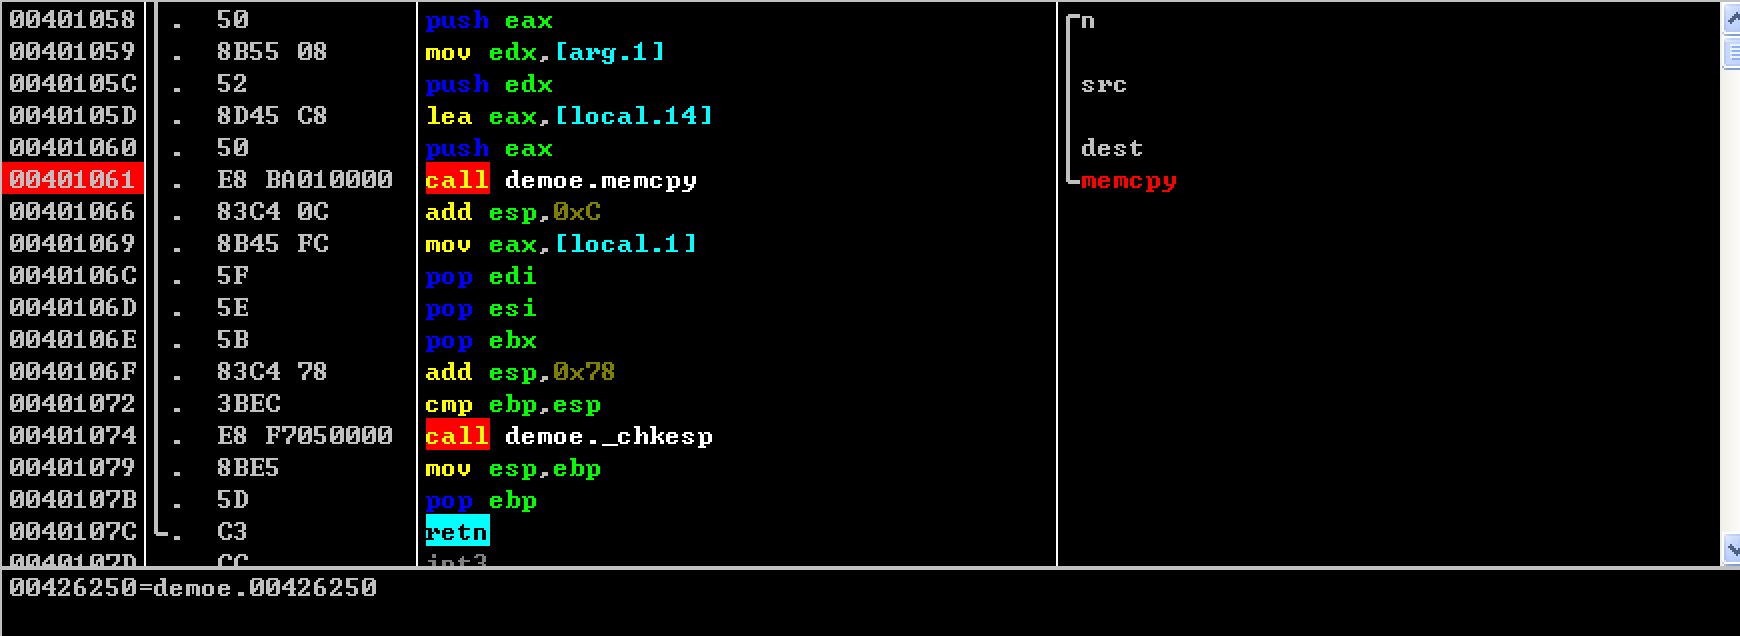 00401058 . 50 push eax n
00401059 . 8B55 08 mov edx,[arg.1]
0040105C . 52 push edx src
0040105D . 8D45 C8 lea eax,[local.14]
00401060 . 50 push eax dest
00401061 . E8 BA010000 call demoe.memcpy memcpy
00401066 . 83C4 0C add esp,0xC
00401069 . 8B45 FC mov eax,[local.1]
0040106C . 5F pop edi
0040106D . 5E pop esi
0040106E . 5B pop ebx
0040106F . 83C4 78 add esp,0x78
00401072 . 3BEC cmp ebp,esp
00401074 . E8 F7050000 call demoe._chkesp
00401079 . 8BE5 mov esp,ebp
0040107B . 5D pop ebp
0040107C . C3 retn
0040107D CC int3
00426250=demoe.00426250